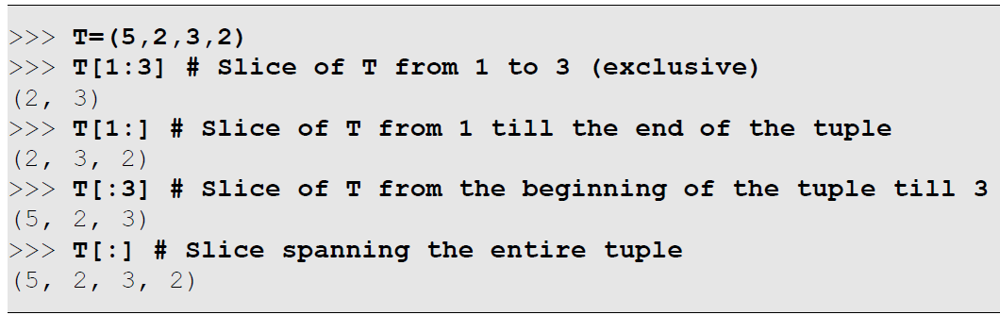 >>> T=(5,2,3,2)
>>> T[1:3] # Slice of T from 1 to 3 (exclusive)
(2, 3)
>>> T[1:] # Slice of T from 1 till the end of the tuple
(2, 3, 2)
>>> T[:3] # Slice of T from the beginning of the tuple till 3
(5, 2, 3)
>>> T[:] # Slice spanning the entire tuple
(5, 2, 3, 2)